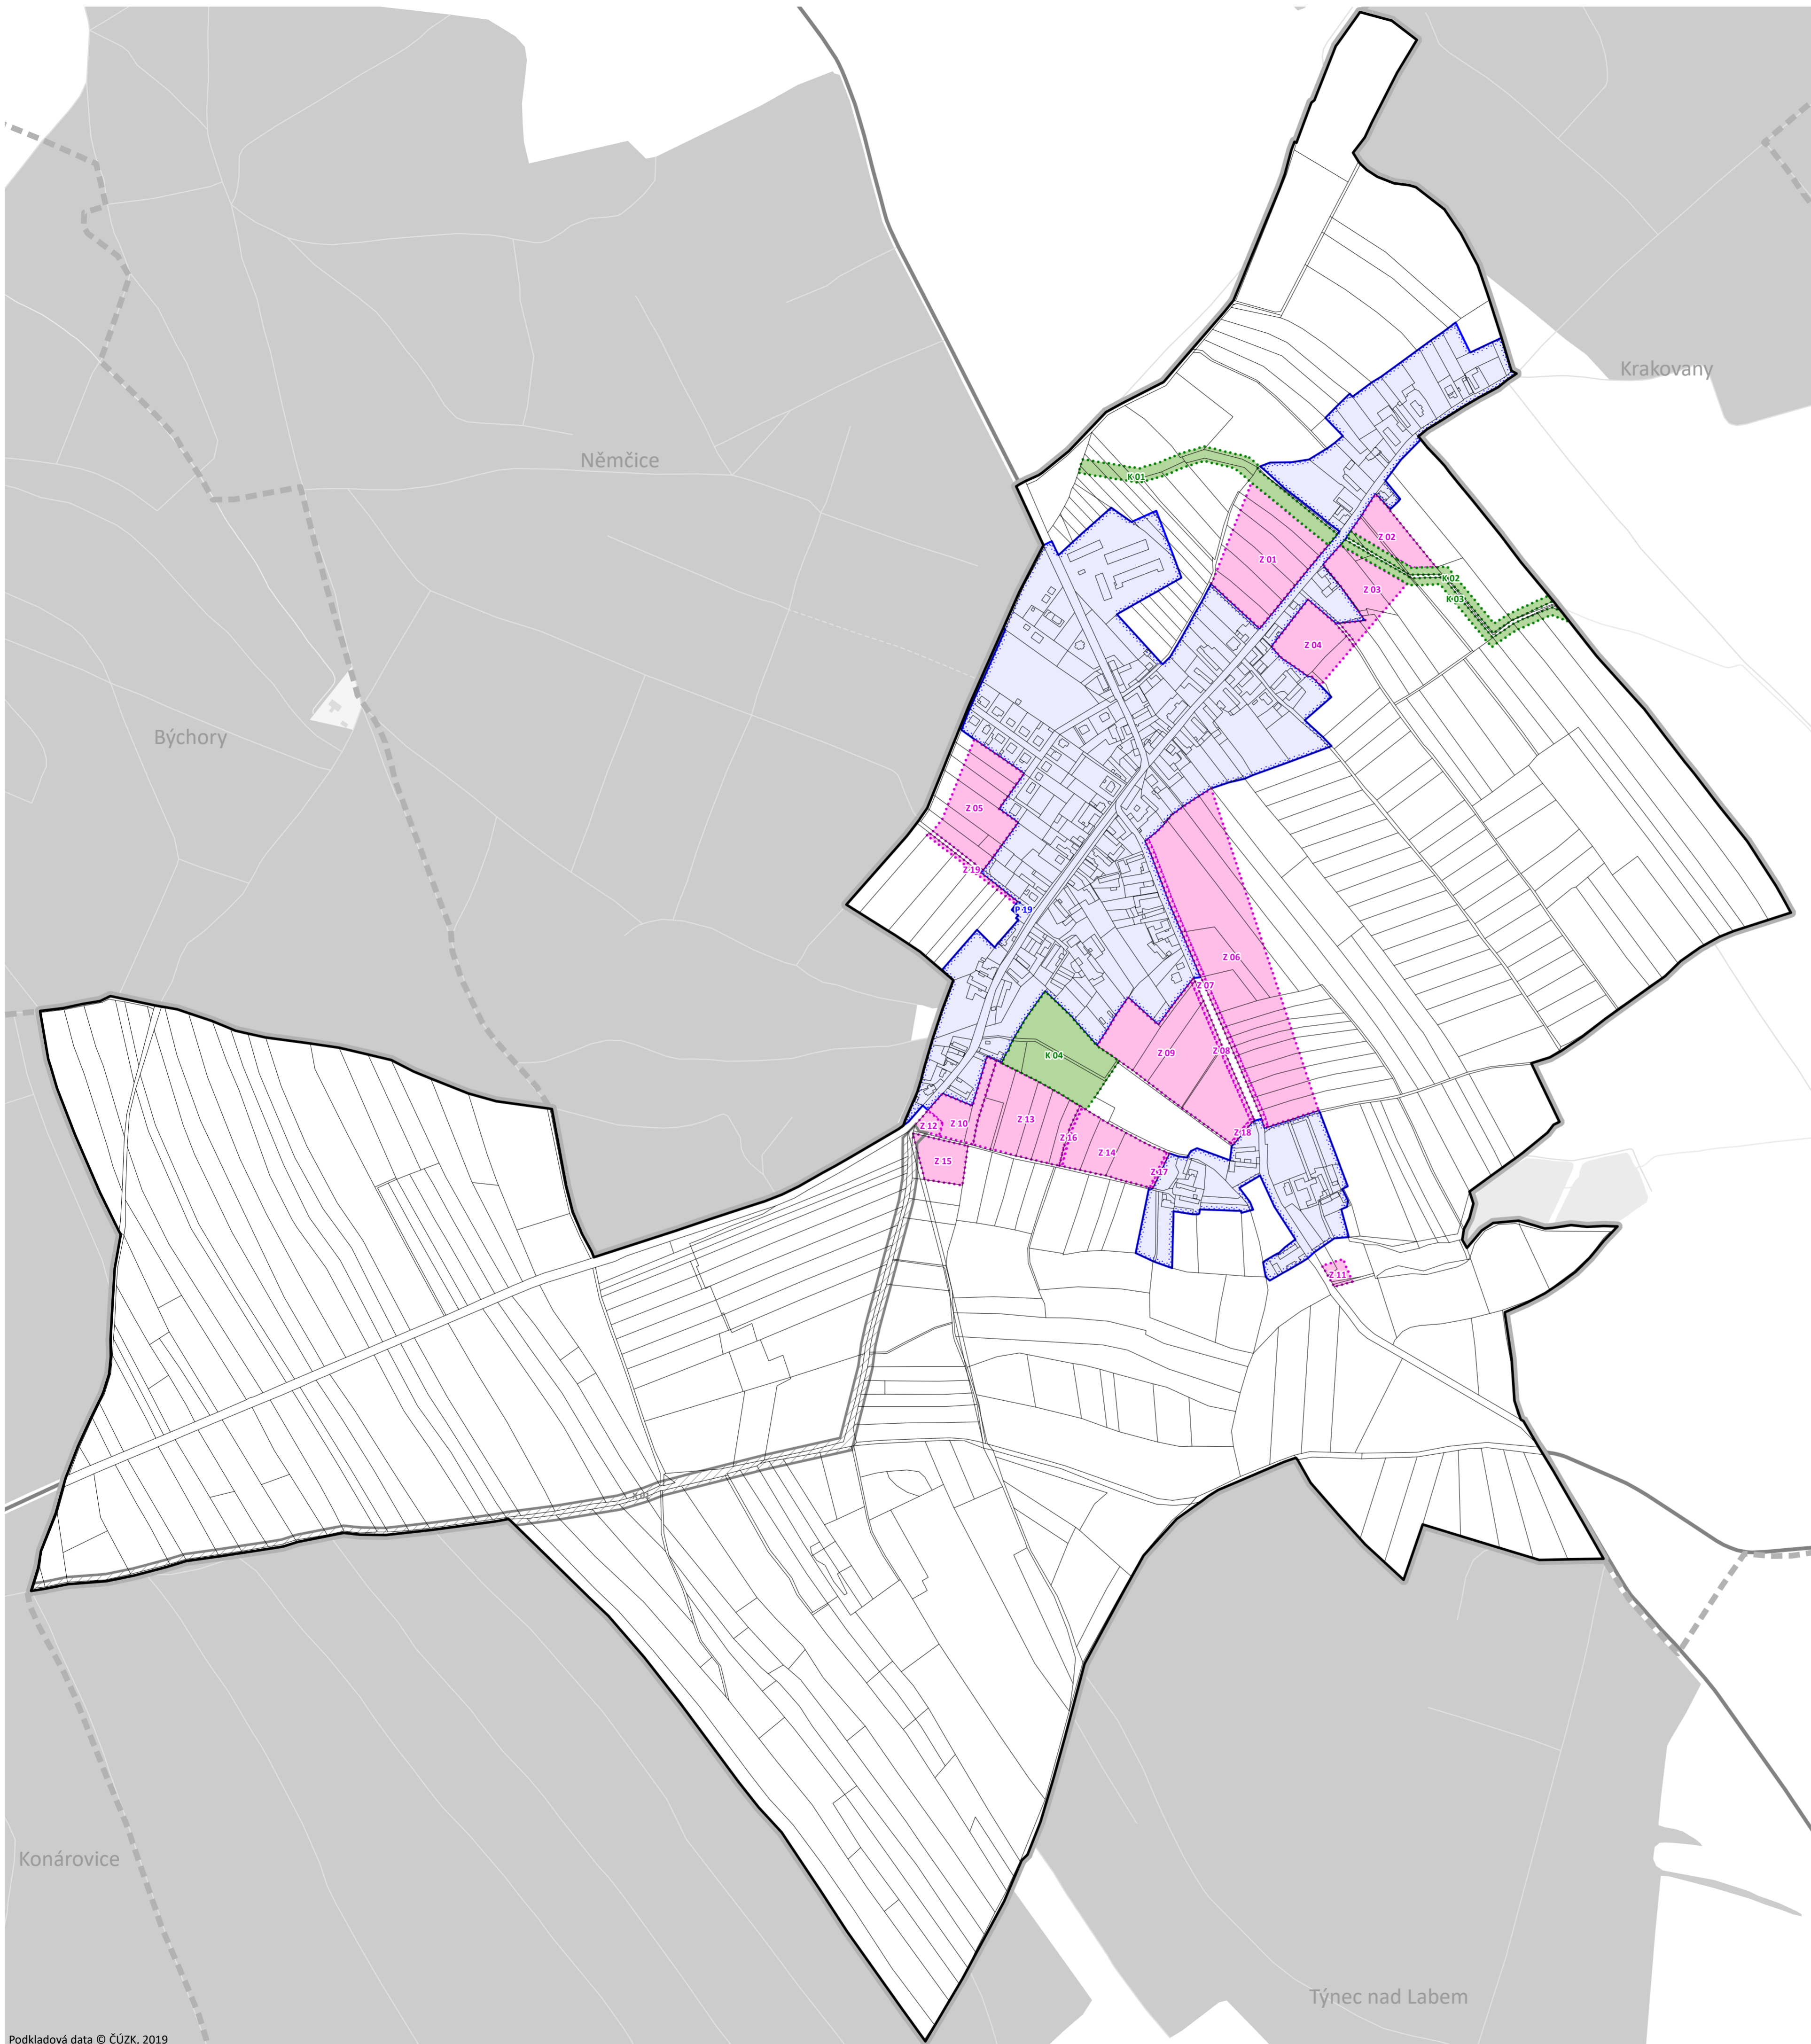 Krakovany
Němčice
K 01
Z 02
Z 01
K 02
Z 03
K 03
Z 04
Býchory
Z 05
Z 19
P 19
Z 06
Z 07
Z 08
Z 09
K 04
Z 13
Z 10
Z 12
Z 18
Z 16
Z 14
Z 15
Z 17
Z 11
Konárovice
Týnec nad Labem
Podkladová data © ČÚZK, 2019